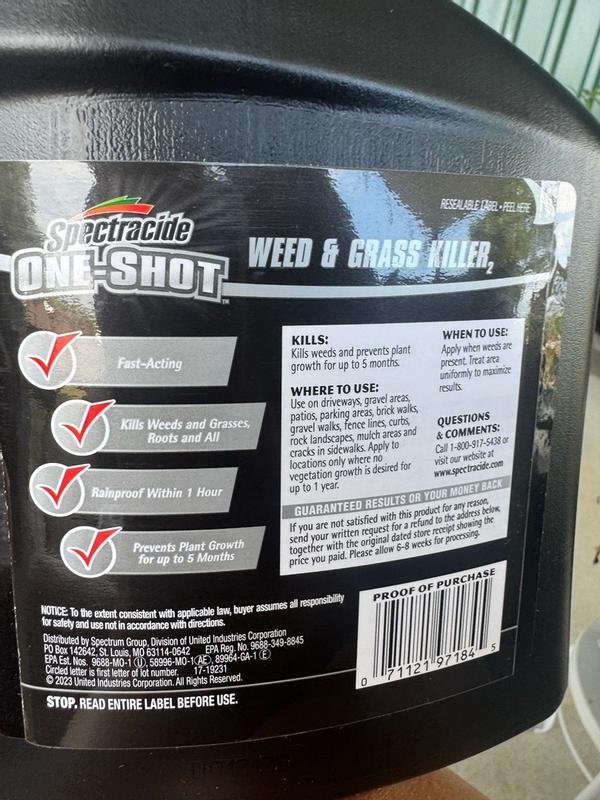 RESEALABLE LABEL • PEEL HERE
Spectracide
ONE-SHOT™
WEED & GRASS KILLER₂
Fast-Acting
Kills Weeds and Grasses,
Roots and All
Rainproof Within 1 Hour
Prevents Plant Growth
for up to 5 Months
KILLS:
Kills weeds and prevents plant
growth for up to 5 months.
WHERE TO USE:
Use on driveways, gravel areas,
patios, parking areas, brick walks,
gravel walks, fence lines, curbs,
rock landscapes, mulch areas and
cracks in sidewalks. Apply to
locations only where no
vegetation growth is desired for
up to 1 year.
WHEN TO USE:
Apply when weeds are
present. Treat area
uniformly to maximize
results.
QUESTIONS
& COMMENTS:
Call 1-800-917-5438 or
visit our website at
www.spectracide.com
GUARANTEED RESULTS OR YOUR MONEY BACK
If you are not satisfied with this product for any reason,
send your written request for a refund to the address below,
together with the original dated store receipt showing the
price you paid. Please allow 6-8 weeks for processing.
NOTICE: To the extent consistent with applicable law, buyer assumes all responsibility
for safety and use not in accordance with directions.
Distributed by Spectrum Group, Division of United Industries Corporation
PO Box 142642, St. Louis, MO 63114-0642 EPA Reg. No. 9688-349-8845
EPA Est. Nos. 9688-MO-1 Ⓤ, 58996-MO-1 (AE), 89964-GA-1 Ⓔ
Circled letter is first letter of lot number. 17-19231
© 2023 United Industries Corporation. All Rights Reserved.
STOP. READ ENTIRE LABEL BEFORE USE.
PROOF OF PURCHASE
0 71121 97184 5